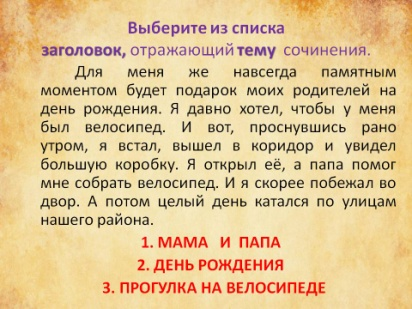 Выберите из списка
заголовок, отражающий тему сочинения.
Для меня же навсегда памятным
моментом будет подарок моих родителей на
день рождения. Я давно хотел, чтобы у меня
был велосипед. И вот, проснувшись рано
утром, я встал, вышел в коридор и увидел
большую коробку. Я открыл её, а папа помог
мне собрать велосипед. И я скорее побежал во
двор. А потом целый день катался по улицам
нашего района.
1. МАМА И ПАПА
2. ДЕНЬ РОЖДЕНИЯ
3. ПРОГУЛКА НА ВЕЛОСИПЕДЕ